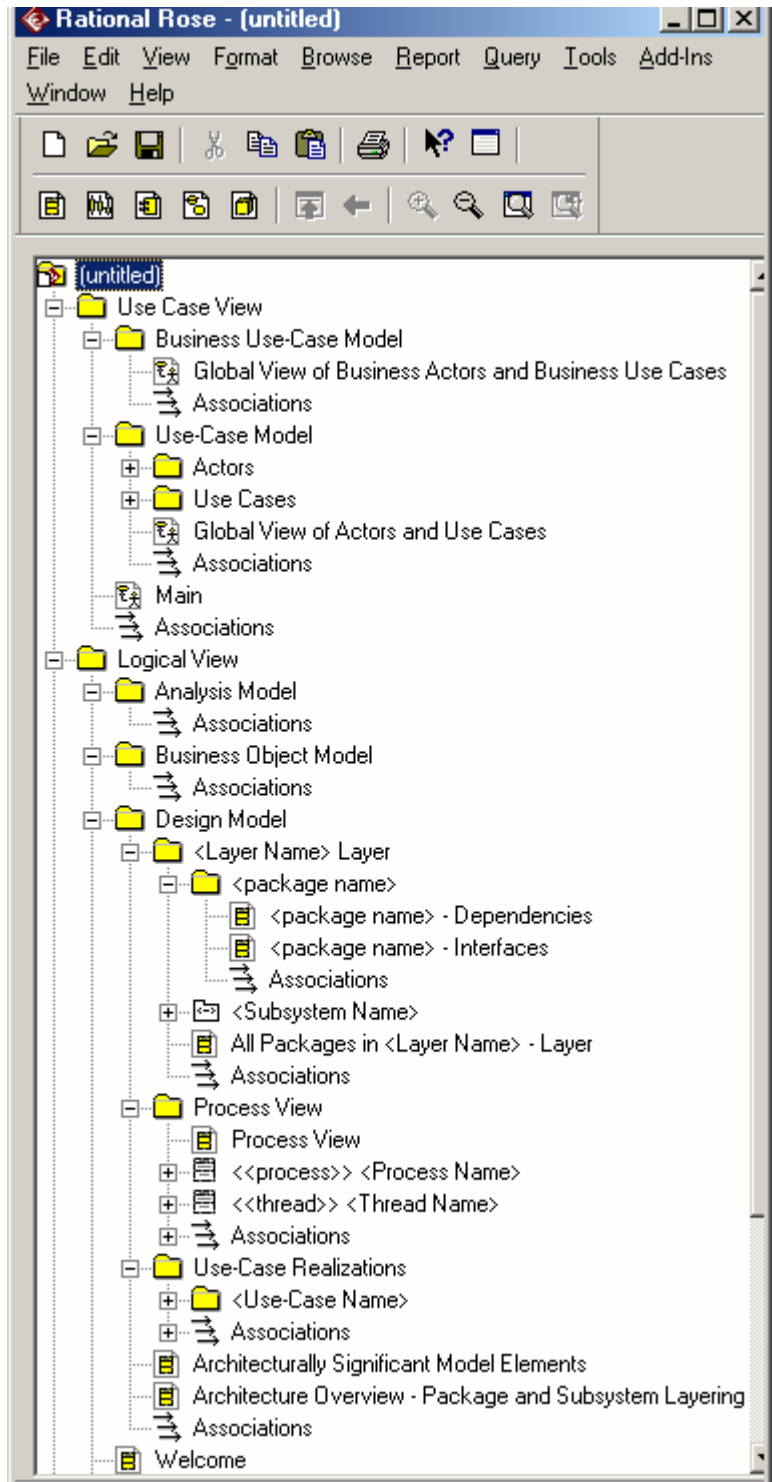 Rational Rose - (untitled)
File Edit View Format Browse Report Query Tools Add-Ins
Window Help
(untitled)
Use Case View
Business Use-Case Model
Global View of Business Actors and Business Use Cases
Associations
Use-Case Model
Actors
Use Cases
Global View of Actors and Use Cases
Associations
Main
Associations
Logical View
Analysis Model
Associations
Business Object Model
Associations
Design Model
<Layer Name> Layer
<package name>
<package name> - Dependencies
<package name> - Interfaces
Associations
<Subsystem Name>
All Packages in <Layer Name> - Layer
Associations
Process View
Process View
<<process>> <Process Name>
<<thread>> <Thread Name>
Associations
Use-Case Realizations
<Use-Case Name>
Associations
Architecturally Significant Model Elements
Architecture Overview - Package and Subsystem Layering
Associations
Welcome